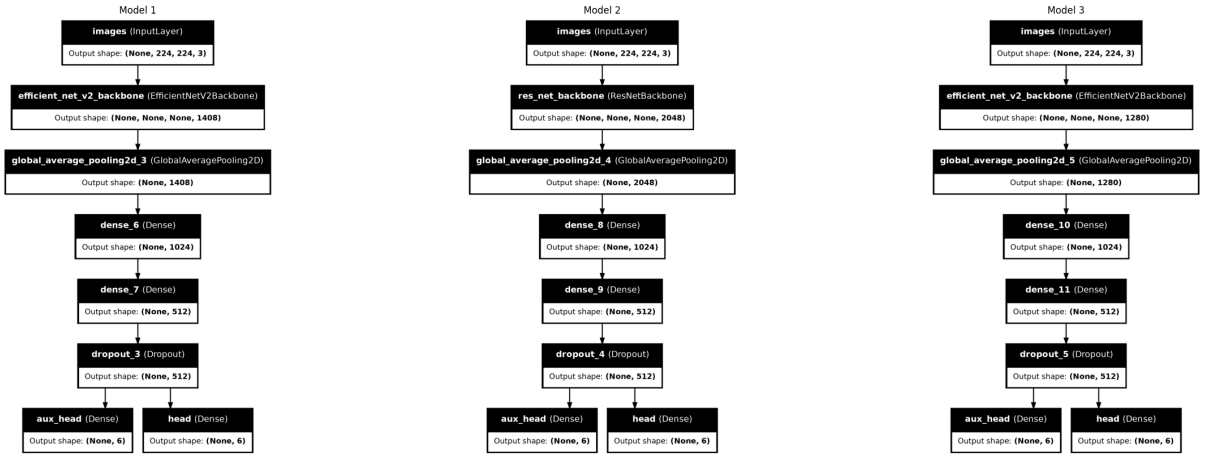 Model 1
images (InputLayer)
Output shape: (None, 224, 224, 3)
efficient_net_v2_backbone (EfficientNetV2Backbone)
Output shape: (None, None, None, 1408)
global_average_pooling2d_3 (GlobalAveragePooling2D)
Output shape: (None, 1408)
dense_6 (Dense)
Output shape: (None, 1024)
dense_7 (Dense)
Output shape: (None, 512)
dropout_3 (Dropout)
Output shape: (None, 512)
aux_head (Dense)
Output shape: (None, 6)
head (Dense)
Output shape: (None, 6)
Model 2
images (InputLayer)
Output shape: (None, 224, 224, 3)
res_net_backbone (ResNetBackbone)
Output shape: (None, None, None, 2048)
global_average_pooling2d_4 (GlobalAveragePooling2D)
Output shape: (None, 2048)
dense_8 (Dense)
Output shape: (None, 1024)
dense_9 (Dense)
Output shape: (None, 512)
dropout_4 (Dropout)
Output shape: (None, 512)
aux_head (Dense)
Output shape: (None, 6)
head (Dense)
Output shape: (None, 6)
Model 3
images (InputLayer)
Output shape: (None, 224, 224, 3)
efficient_net_v2_backbone (EfficientNetV2Backbone)
Output shape: (None, None, None, 1280)
global_average_pooling2d_5 (GlobalAveragePooling2D)
Output shape: (None, 1280)
dense_10 (Dense)
Output shape: (None, 1024)
dense_11 (Dense)
Output shape: (None, 512)
dropout_5 (Dropout)
Output shape: (None, 512)
aux_head (Dense)
Output shape: (None, 6)
head (Dense)
Output shape: (None, 6)